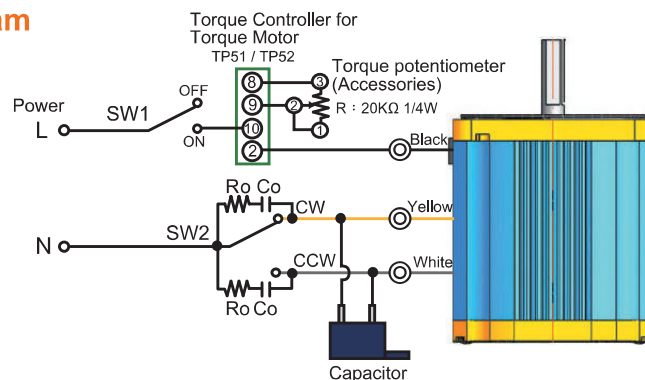 am
Torque Controller for
Torque Motor
TP51 / TP52
Torque potentiometer
(Accessories)
R : 20KΩ 1/4W
Power
L
SW1
OFF
ON
8
9
10
2
3
2
1
Black
Ro Co
CW
Yellow
N
SW2
CCW
White
Ro Co
Capacitor